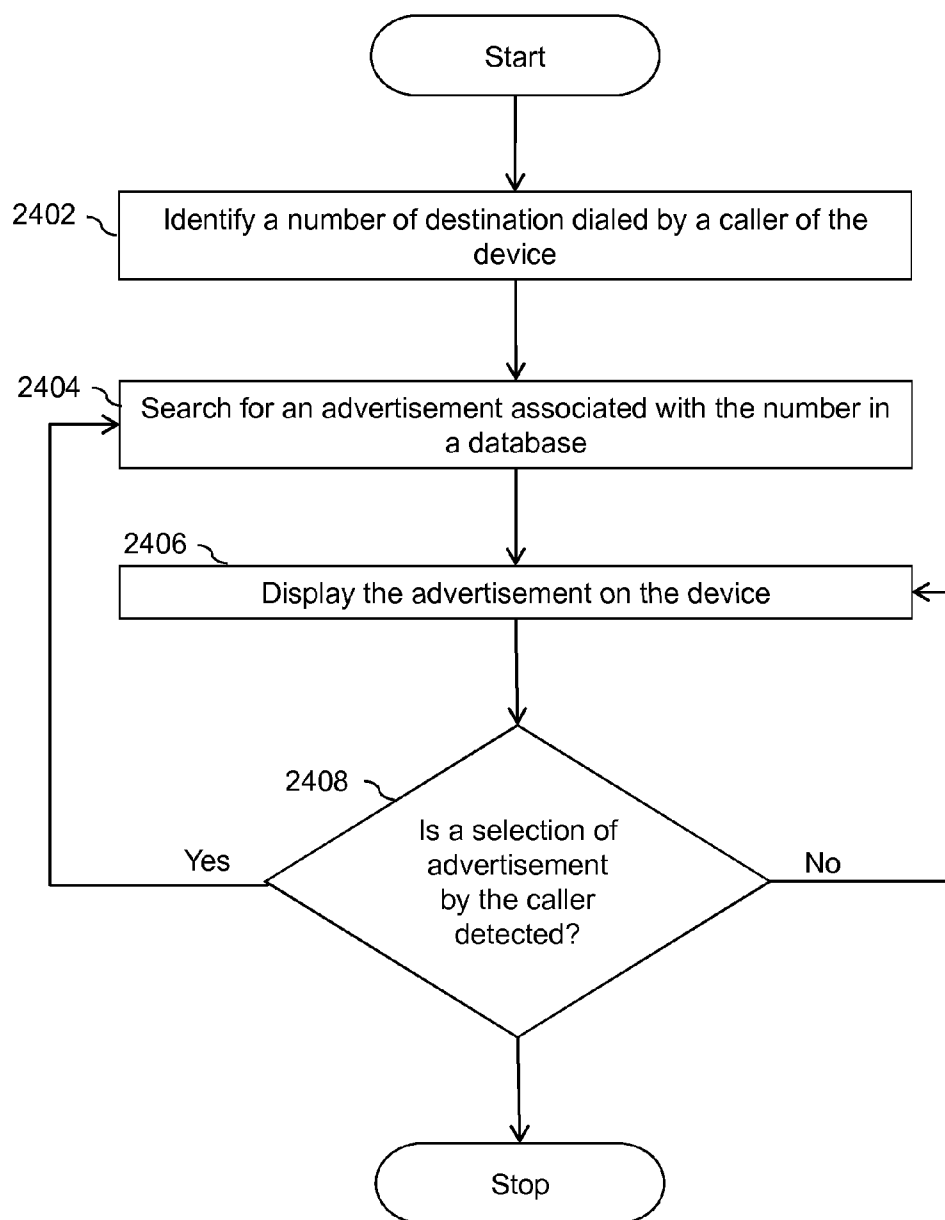 Start
2402
Identify a number of destination dialed by a caller of the
device
2404
Search for an advertisement associated with the number in
a database
2406
Display the advertisement on the device
2408
Is a selection of
advertisement
by the caller
detected?
Yes
No
Stop